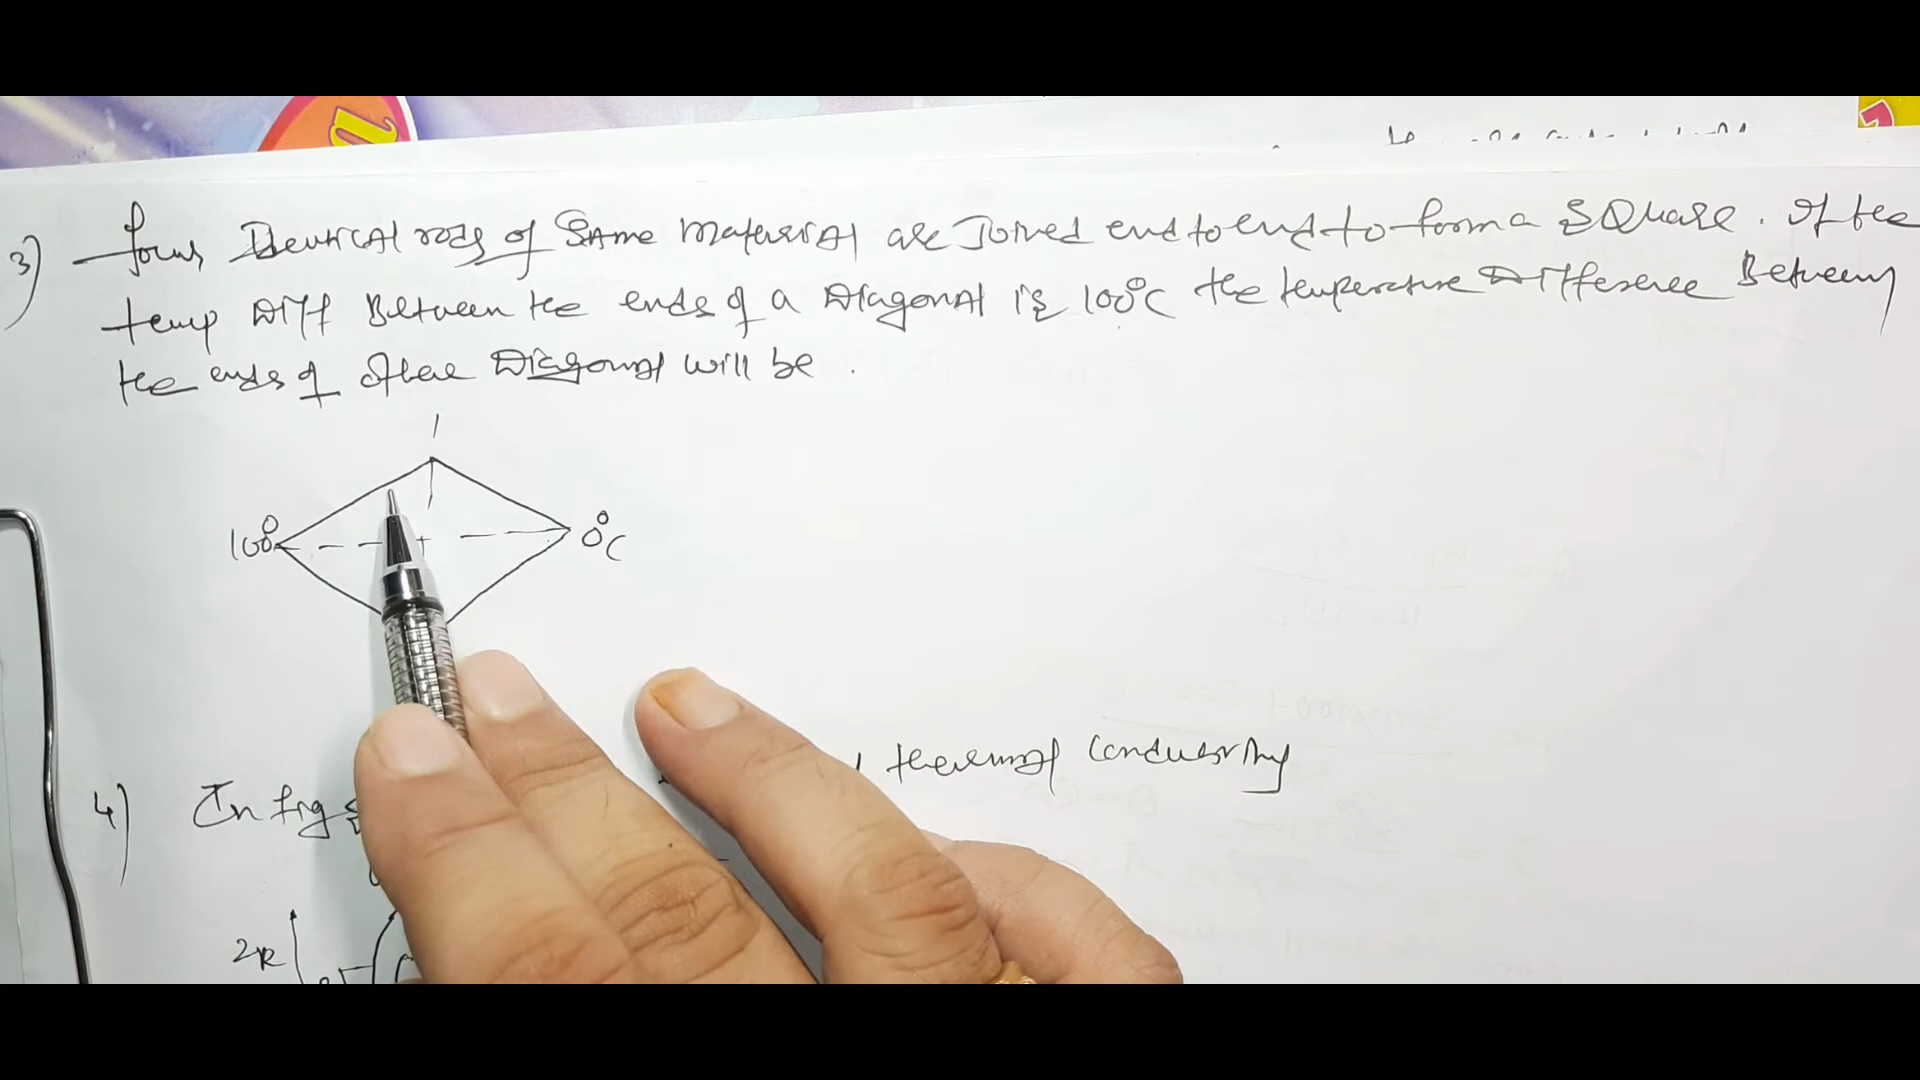 3) four Identical rods of Same material are Joined end to end to form a SQuare. If the
temp Diff Between the ends of a Diagonal is 100°C the temperature Difference Between
the ends of other Diagonal will be.
100°
0°C
4) In fig
thermal conductivity
2R